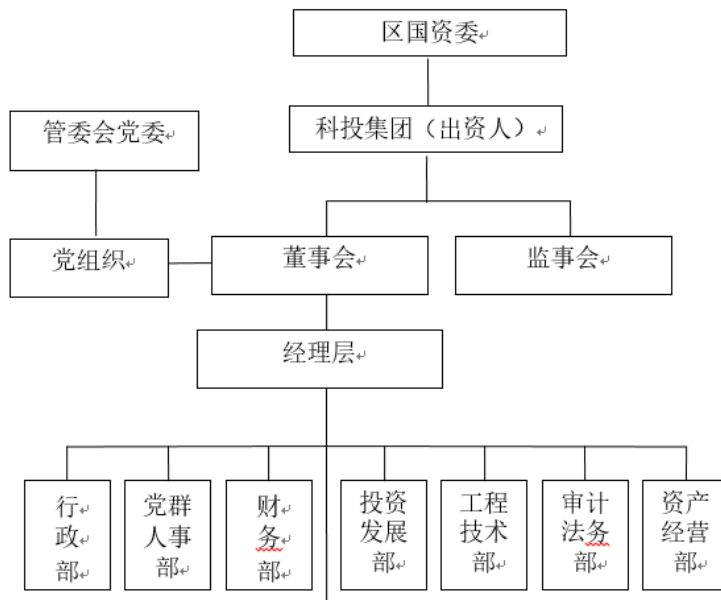 区国资委
科投集团（出资人）
管委会党委
党组织
董事会
监事会
经理层
行
政
部
党群
人事
部
财
务
部
投资
发展
部
工程
技术
部
审计
法务
部
资产
经营
部